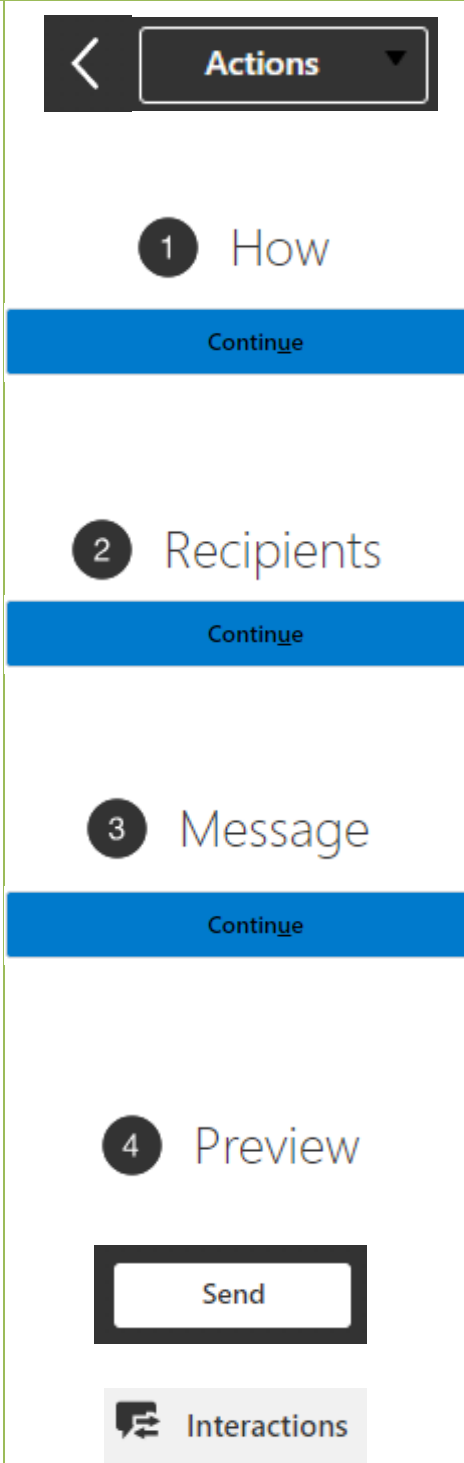 Actions
1 How
Continue
2 Recipients
Continue
3 Message
Continue
4 Preview
Send
Interactions